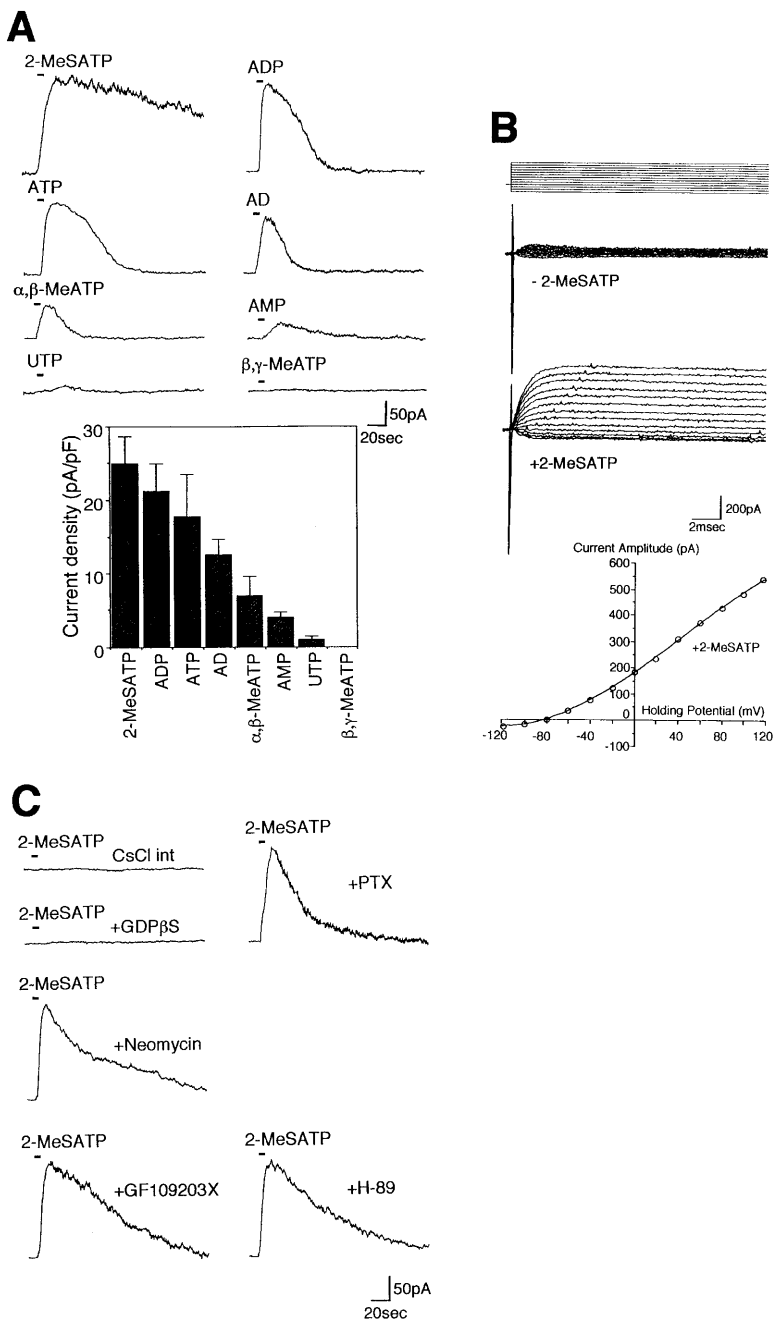 A
2-MeSATP
ADP
ATP
AD
α,β-MeATP
AMP
UTP
β,γ-MeATP
50pA
20sec
Current density (pA/pF)
30
20
10
0
2-MeSATP
ADP
ATP
AD
α,β-MeATP
AMP
UTP
β,γ-MeATP
B
- 2-MeSATP
+2-MeSATP
200pA
2msec
Current Amplitude (pA)
600
500
400
300
200
100
0
-100
+2-MeSATP
Holding Potential (mV)
-120
-80
-40
40
80
120
C
2-MeSATP
CsCl int
2-MeSATP
+PTX
2-MeSATP
+GDPβS
2-MeSATP
+Neomycin
2-MeSATP
+GF109203X
2-MeSATP
+H-89
50pA
20sec